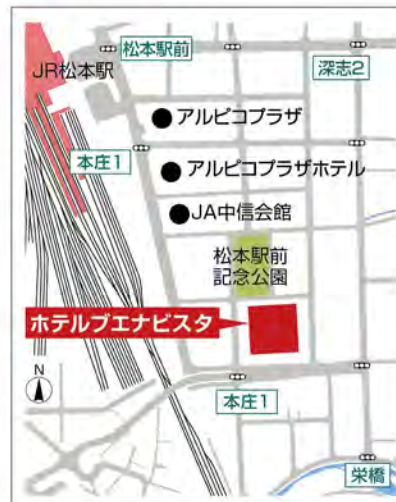 松本駅前
JR松本駅
深志2
アルピコプラザ
本庄1
アルピコプラザホテル
JA中信会館
松本駅前
記念公園
ホテルブエナビスタ
N
本庄1
栄橋